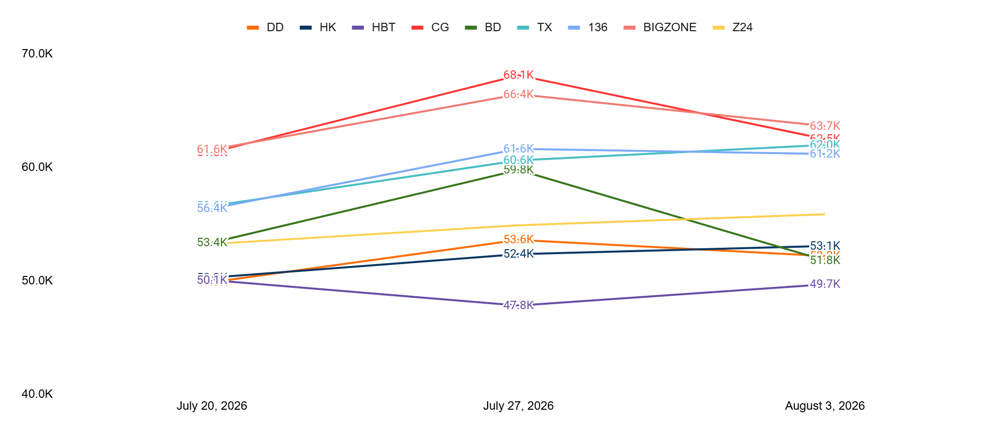 DD HK HBT CG BD TX 136 BIGZONE Z24
70.0K
68.1K
66.4K
63.7K
62.5K
61.6K
61.6K
62.0K
61.2K
60.6K
60.0K
59.8K
56.4K
53.4K
53.6K
53.1K
52.4K
51.8K
50.1K
50.0K
49.7K
47.8K
40.0K
July 20, 2026 July 27, 2026 August 3, 2026